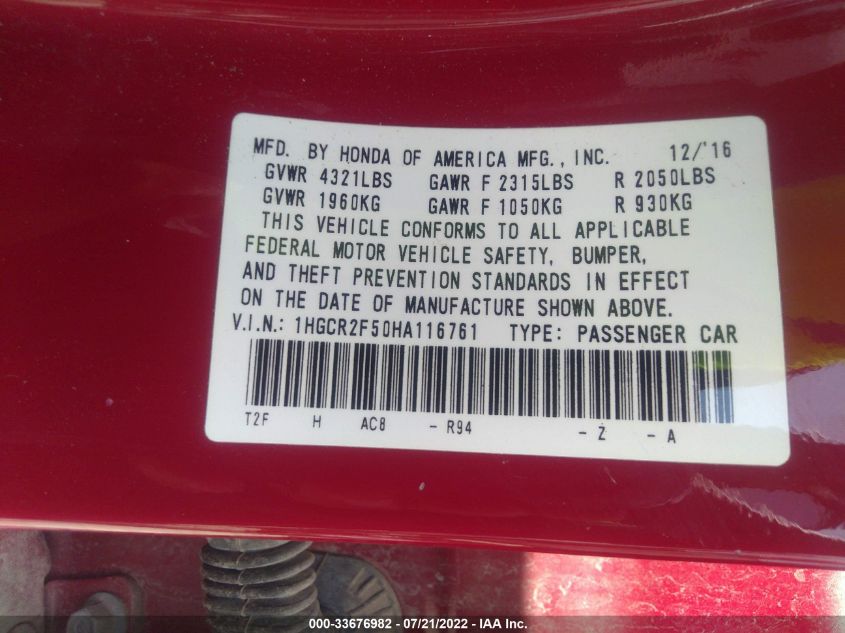 MFD. BY HONDA OF AMERICA MFG., INC. 12/'16
GVWR 4321LBS GAWR F 2315LBS R 2050LBS
GVWR 1960KG GAWR F 1050KG R 930KG
THIS VEHICLE CONFORMS TO ALL APPLICABLE
FEDERAL MOTOR VEHICLE SAFETY, BUMPER,
AND THEFT PREVENTION STANDARDS IN EFFECT
ON THE DATE OF MANUFACTURE SHOWN ABOVE.
V.I.N.: 1HGCR2F50HA116761 TYPE: PASSENGER CAR
T2F H AC8 - R94 - Z - A
000-33676982 - 07/21/2022 - IAA Inc.